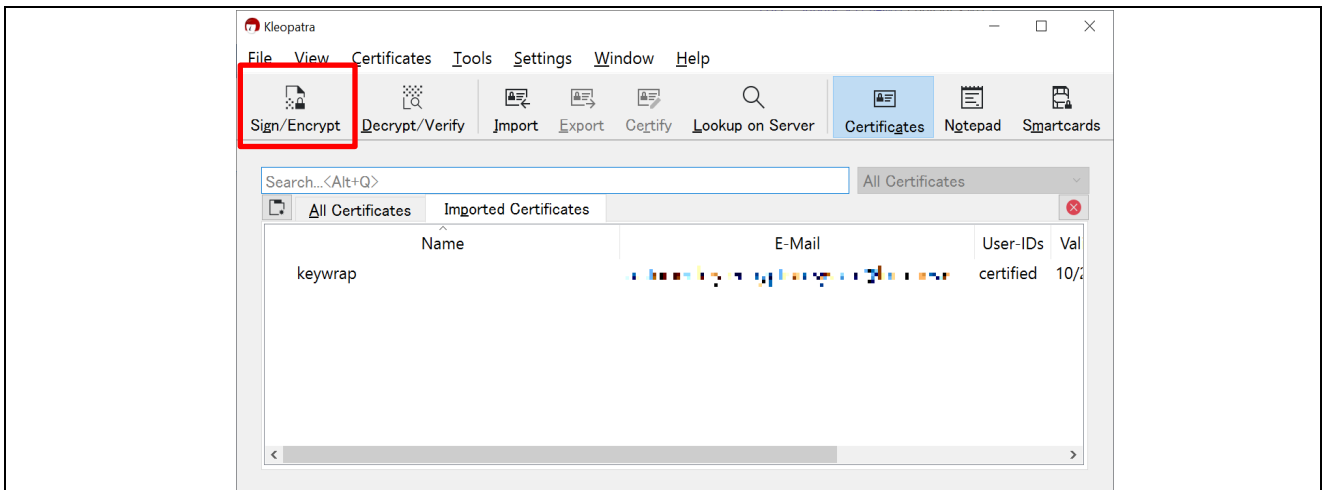 Kleopatra
File View Certificates Tools Settings Window Help
Sign/Encrypt Decrypt/Verify Import Export Certify Lookup on Server Certificates Notepad Smartcards
Search...<Alt+Q> All Certificates
All Certificates Imported Certificates
Name E-Mail User-IDs Val
keywrap certified 10/2